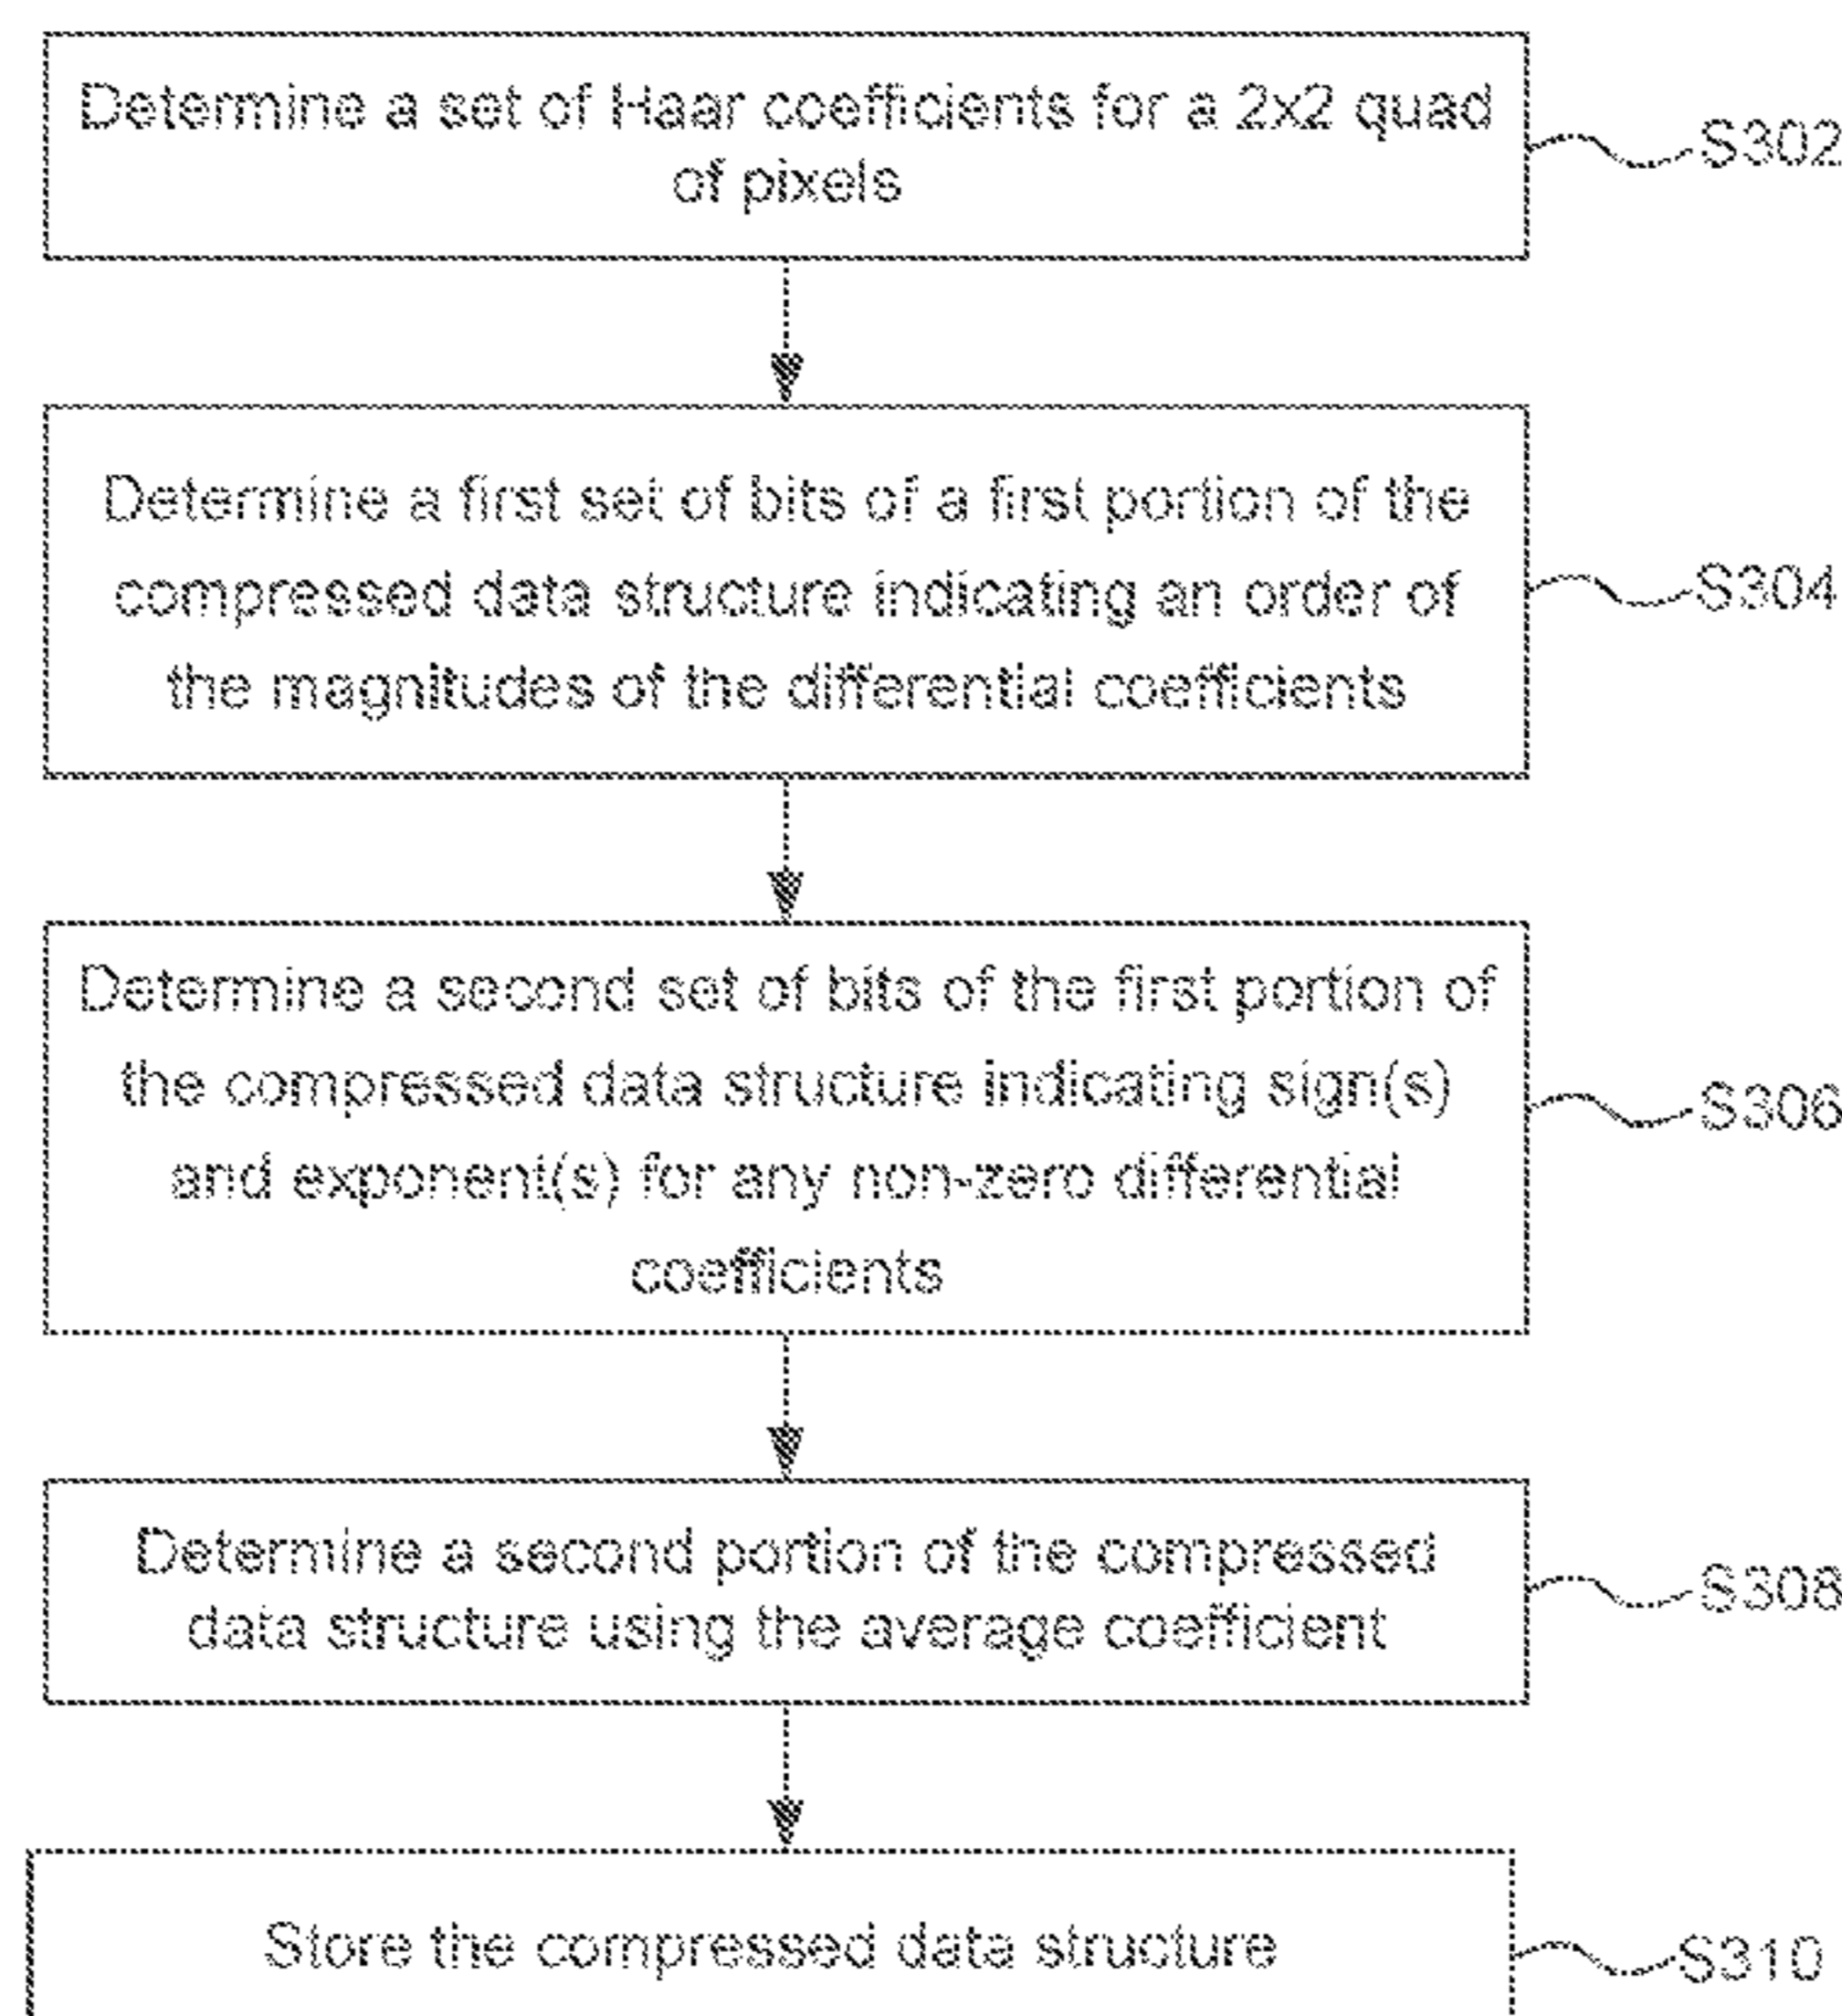 Determine a set of Haar coefficients for a 2x2 quad
of pixels
S302
Determine a first set of bits of a first portion of the
compressed data structure indicating an order of
the magnitudes of the differential coefficients
S304
Determine a second set of bits of the first portion of
the compressed data structure indicating sign(s)
and exponent(s) for any non-zero differential
coefficients
S306
Determine a second portion of the compressed
data structure using the average coefficient
S308
Store the compressed data structure
S310